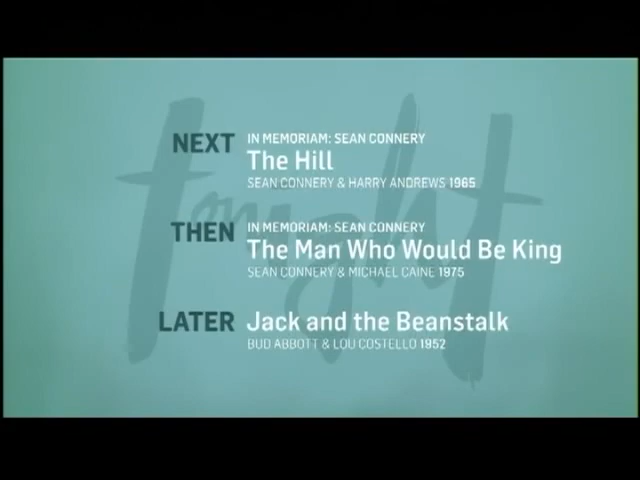 tonight
NEXT
IN MEMORIAM: SEAN CONNERY
The Hill
SEAN CONNERY & HARRY ANDREWS 1965
THEN
IN MEMORIAM: SEAN CONNERY
The Man Who Would Be King
SEAN CONNERY & MICHAEL CAINE 1975
LATER
Jack and the Beanstalk
BUD ABBOTT & LOU COSTELLO 1952